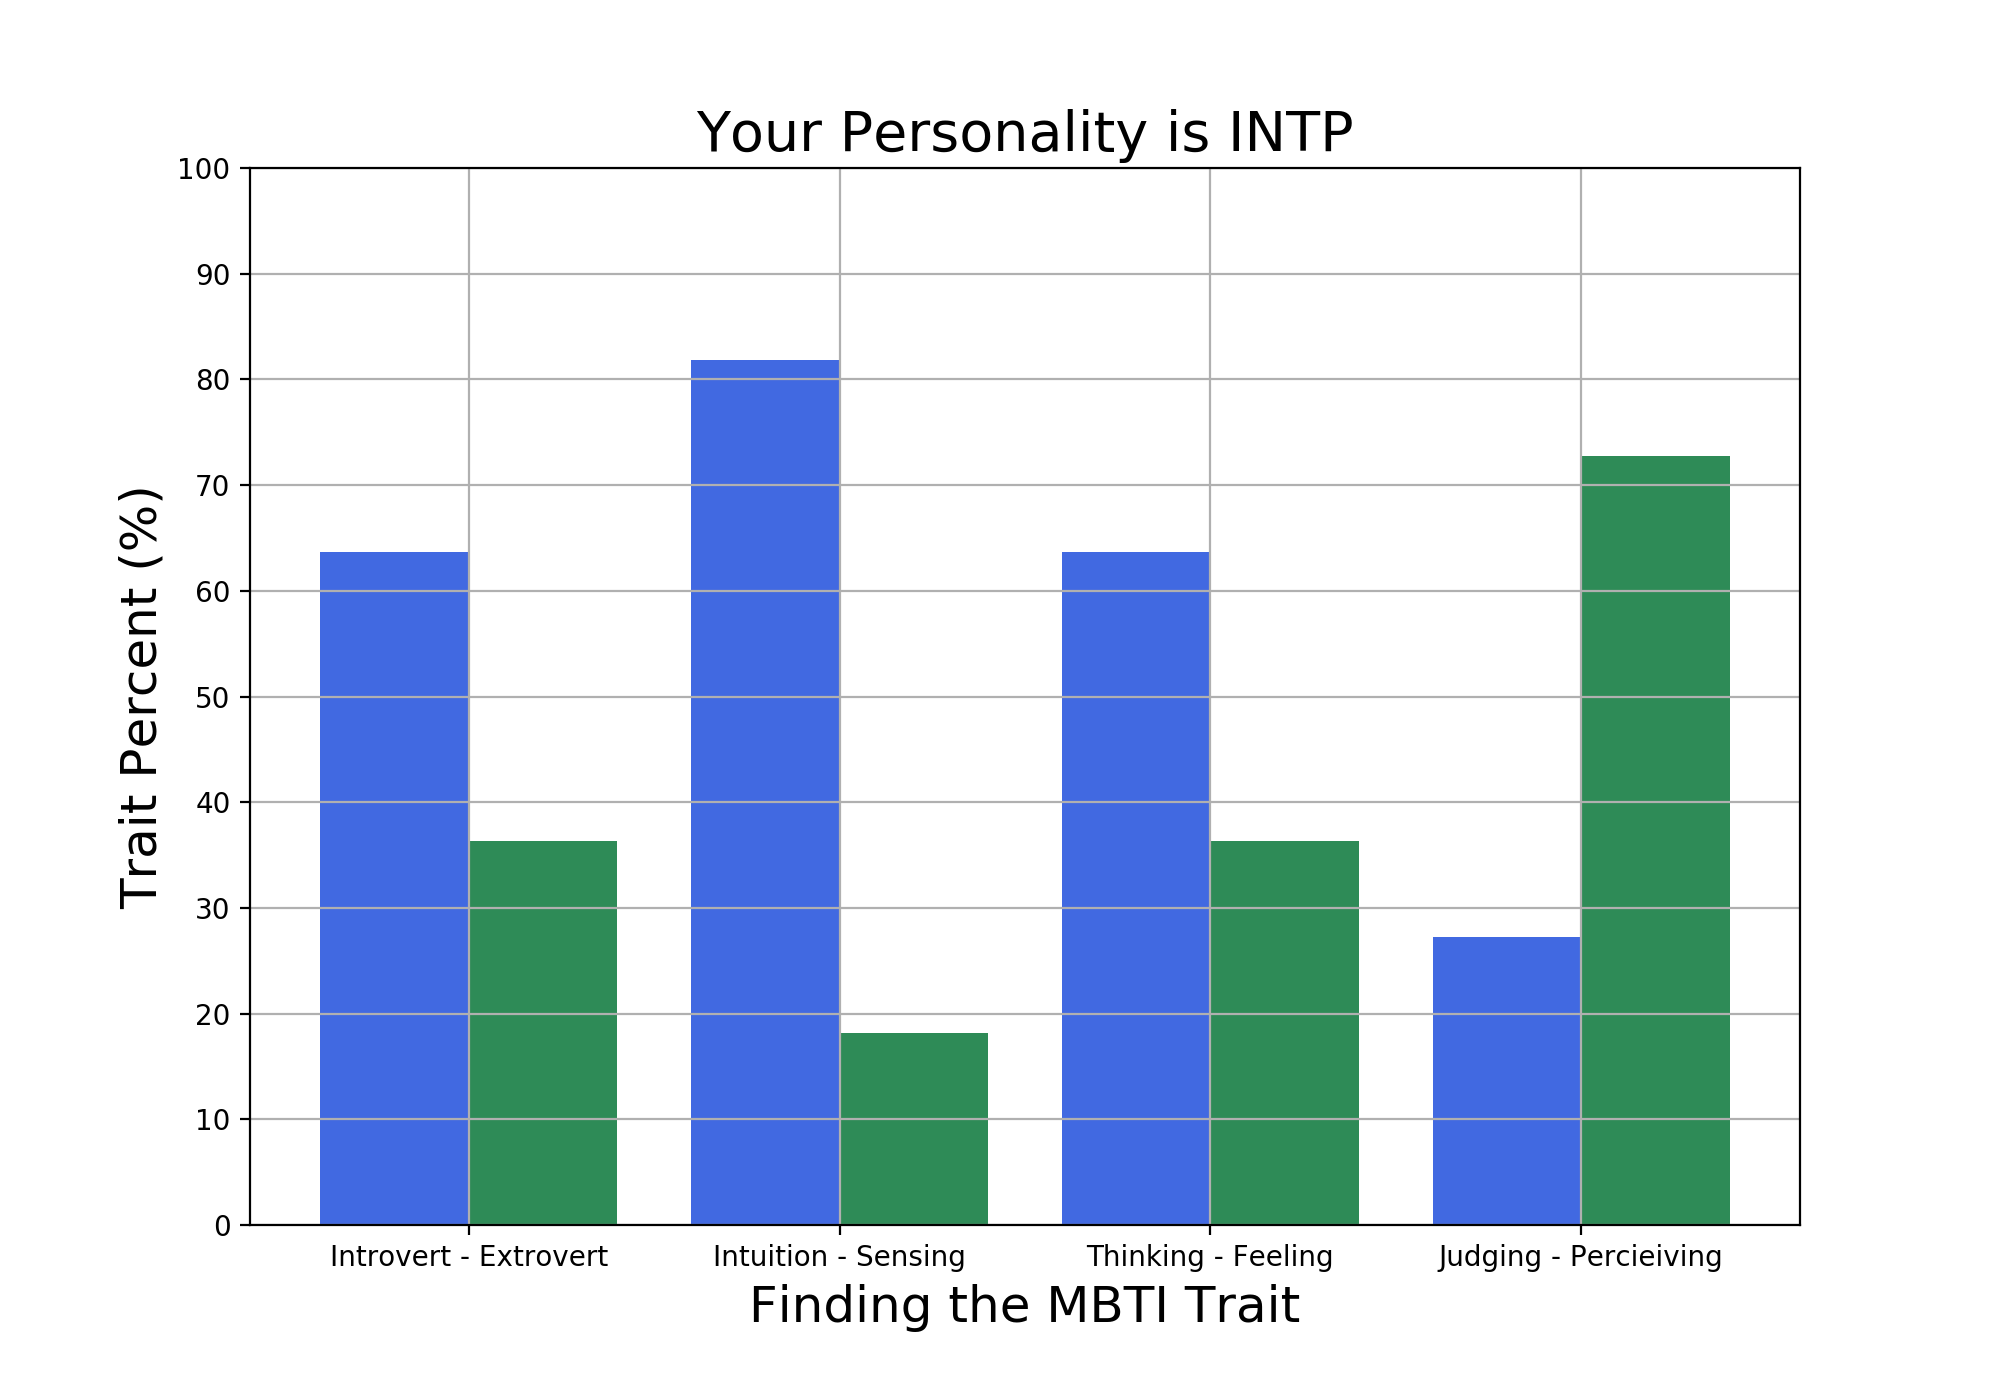 Your Personality is INTP
100
90
80
70
60
50
40
30
20
10
0
Trait Percent (%)
Introvert - Extrovert
Intuition - Sensing
Thinking - Feeling
Judging - Percieiving
Finding the MBTI Trait